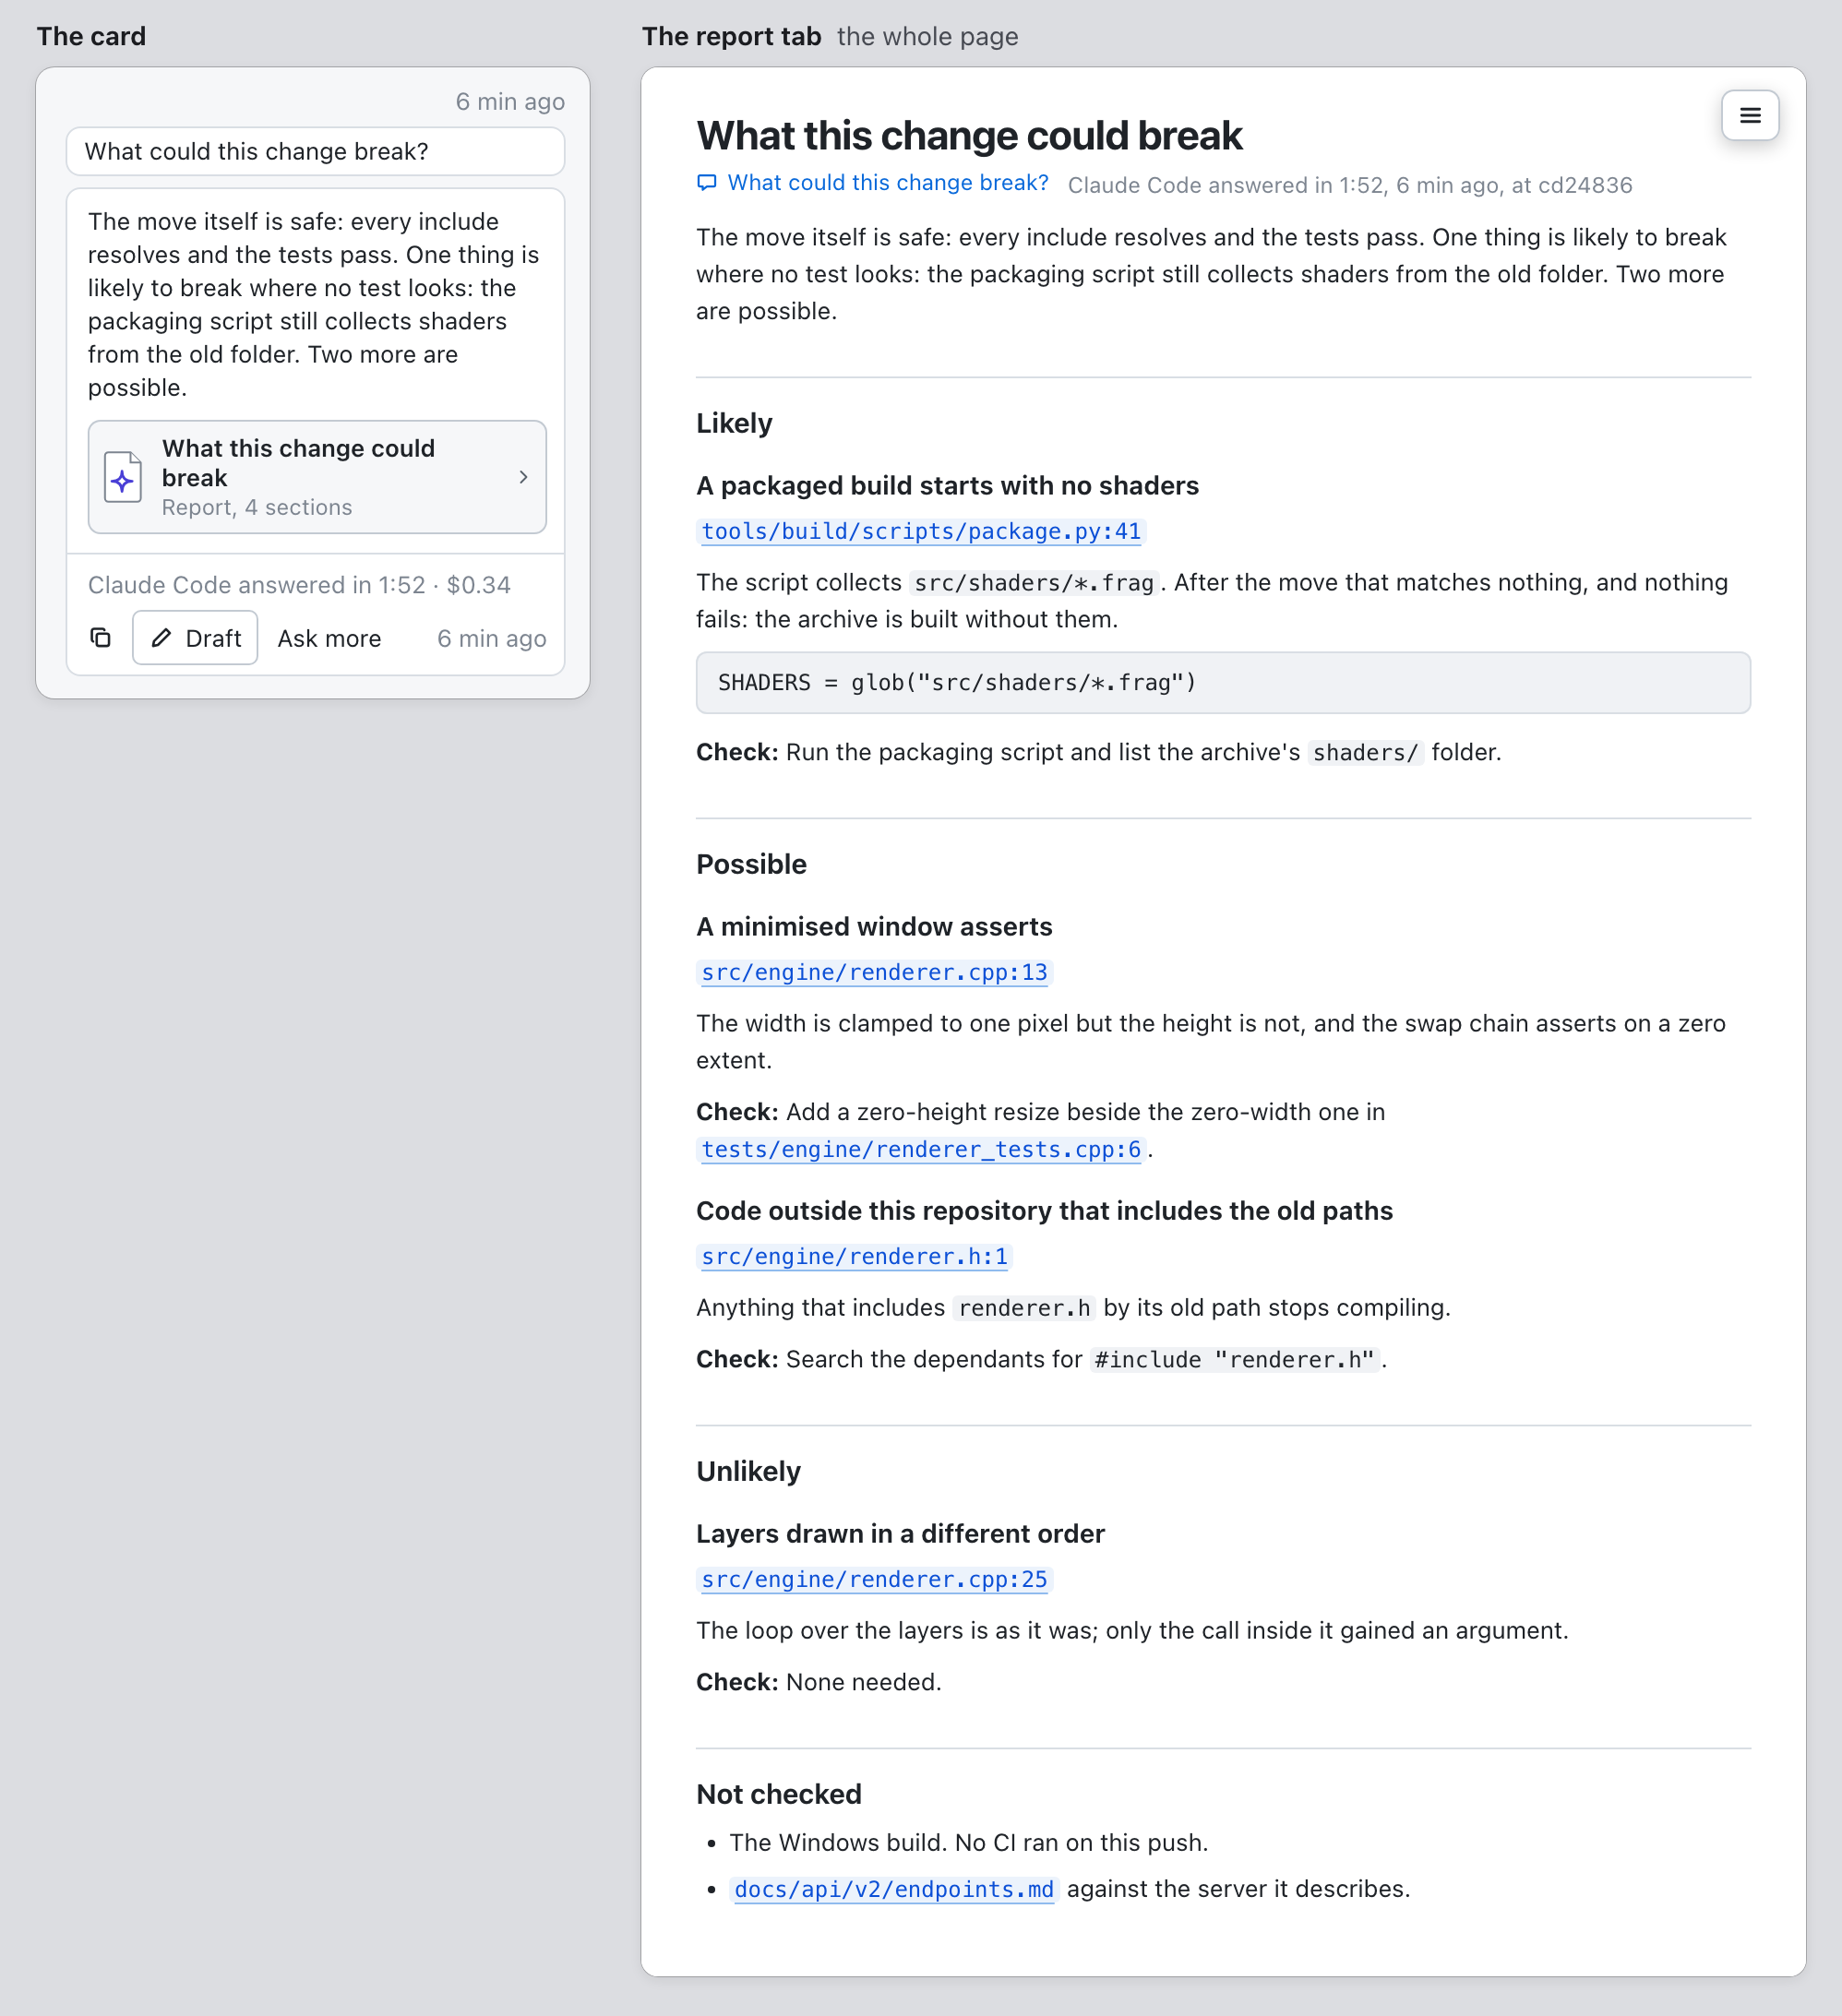 The card
6 min ago
What could this change break?
The move itself is safe: every include
resolves and the tests pass. One thing is
likely to break where no test looks: the
packaging script still collects shaders
from the old folder. Two more are
possible.
What this change could
break
Report, 4 sections
Claude Code answered in 1:52 · $0.34
Draft
Ask more
6 min ago
The report tab the whole page
What this change could break
What could this change break? Claude Code answered in 1:52, 6 min ago, at cd24836
The move itself is safe: every include resolves and the tests pass. One thing is likely to break
where no test looks: the packaging script still collects shaders from the old folder. Two more
are possible.
Likely
A packaged build starts with no shaders
tools/build/scripts/package.py:41
The script collects src/shaders/*.frag. After the move that matches nothing, and nothing
fails: the archive is built without them.
SHADERS = glob("src/shaders/*.frag")
Check: Run the packaging script and list the archive's shaders/ folder.
Possible
A minimised window asserts
src/engine/renderer.cpp:13
The width is clamped to one pixel but the height is not, and the swap chain asserts on a zero
extent.
Check: Add a zero-height resize beside the zero-width one in
tests/engine/renderer_tests.cpp:6.
Code outside this repository that includes the old paths
src/engine/renderer.h:1
Anything that includes renderer.h by its old path stops compiling.
Check: Search the dependants for #include "renderer.h".
Unlikely
Layers drawn in a different order
src/engine/renderer.cpp:25
The loop over the layers is as it was; only the call inside it gained an argument.
Check: None needed.
Not checked
• The Windows build. No CI ran on this push.
• docs/api/v2/endpoints.md against the server it describes.